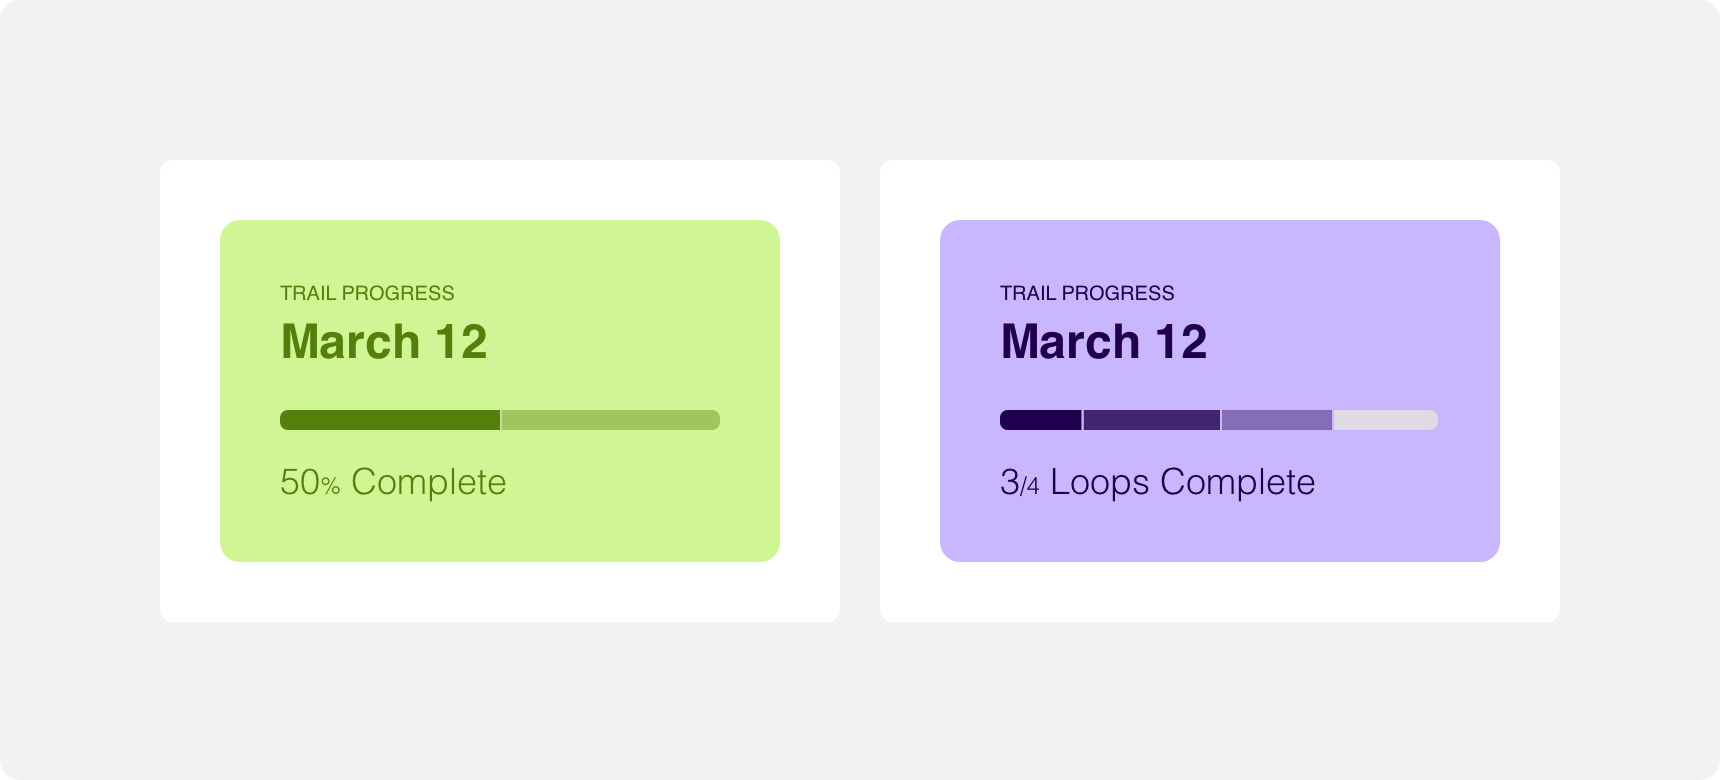 TRAIL PROGRESS
March 12
50% Complete
TRAIL PROGRESS
March 12
3/4 Loops Complete